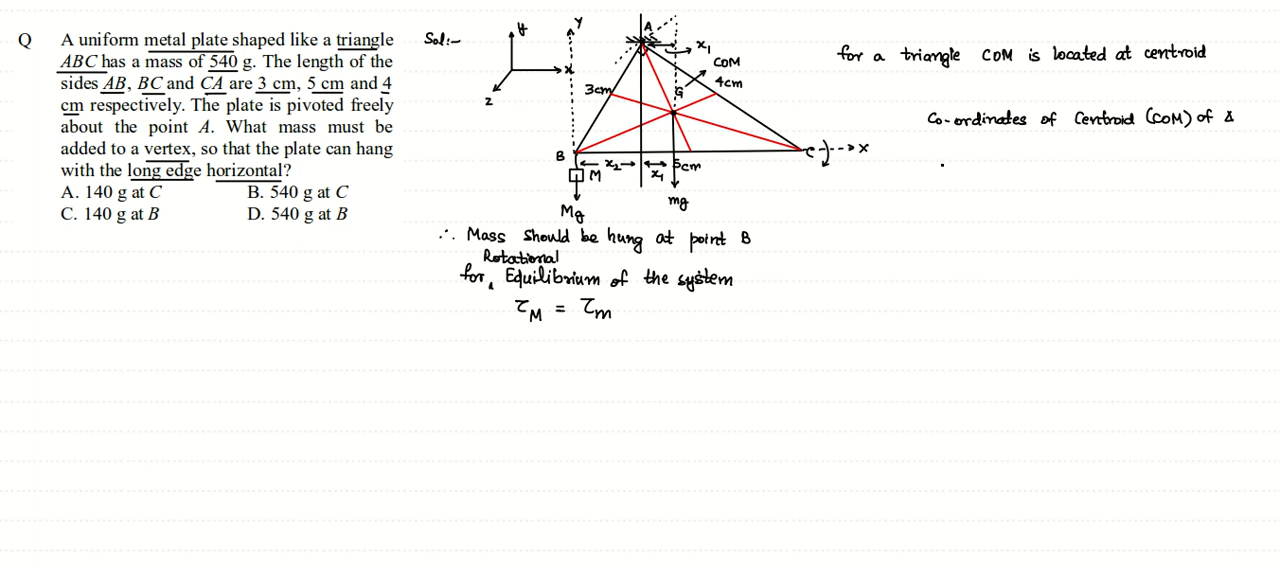 Q A uniform metal plate shaped like a triangle
ABC has a mass of 540 g. The length of the
sides AB, BC and CA are 3 cm, 5 cm and 4
cm respectively. The plate is pivoted freely
about the point A. What mass must be
added to a vertex, so that the plate can hang
with the long edge horizontal?
A. 140 g at C B. 540 g at C
C. 140 g at B D. 540 g at B
Sol:-
y
x
z
Y
A
x₁
COM
G
3cm
4cm
B
x₂
x₁
5cm
C
x
M
Mg
mg
∴ Mass should be hung at point B
for Rotational Equilibrium of the system
τM = τm
for a triangle COM is located at centroid
Co-ordinates of Centroid (COM) of Δ